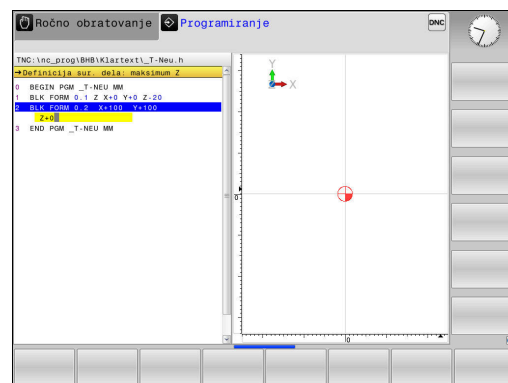 Ročno obratovanje Programiranje DNC
TNC:\nc_prog\BHB\Klartext\_T-Neu.h
→Definicija sur. dela: maksimum Z
0 BEGIN PGM _T-NEU MM
1 BLK FORM 0.1 Z X+0 Y+0 Z-20
2 BLK FORM 0.2 X+100 Y+100
Z+0
3 END PGM _T-NEU MM
Y
X
0
0